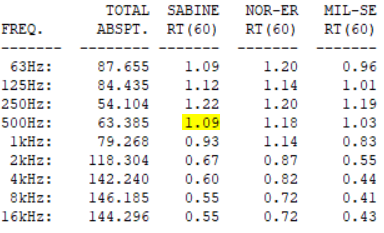 TOTAL SABINE NOR-ER MIL-SE
FREQ. ABSPT. RT(60) RT(60) RT(60)
------- -------- ------- ------- -------
63Hz: 87.655 1.09 1.20 0.96
125Hz: 84.435 1.12 1.14 1.01
250Hz: 54.104 1.22 1.20 1.19
500Hz: 63.385 1.09 1.18 1.03
1kHz: 79.268 0.93 1.14 0.83
2kHz: 118.304 0.67 0.87 0.55
4kHz: 142.240 0.60 0.82 0.44
8kHz: 146.185 0.55 0.72 0.41
16kHz: 144.296 0.55 0.72 0.43